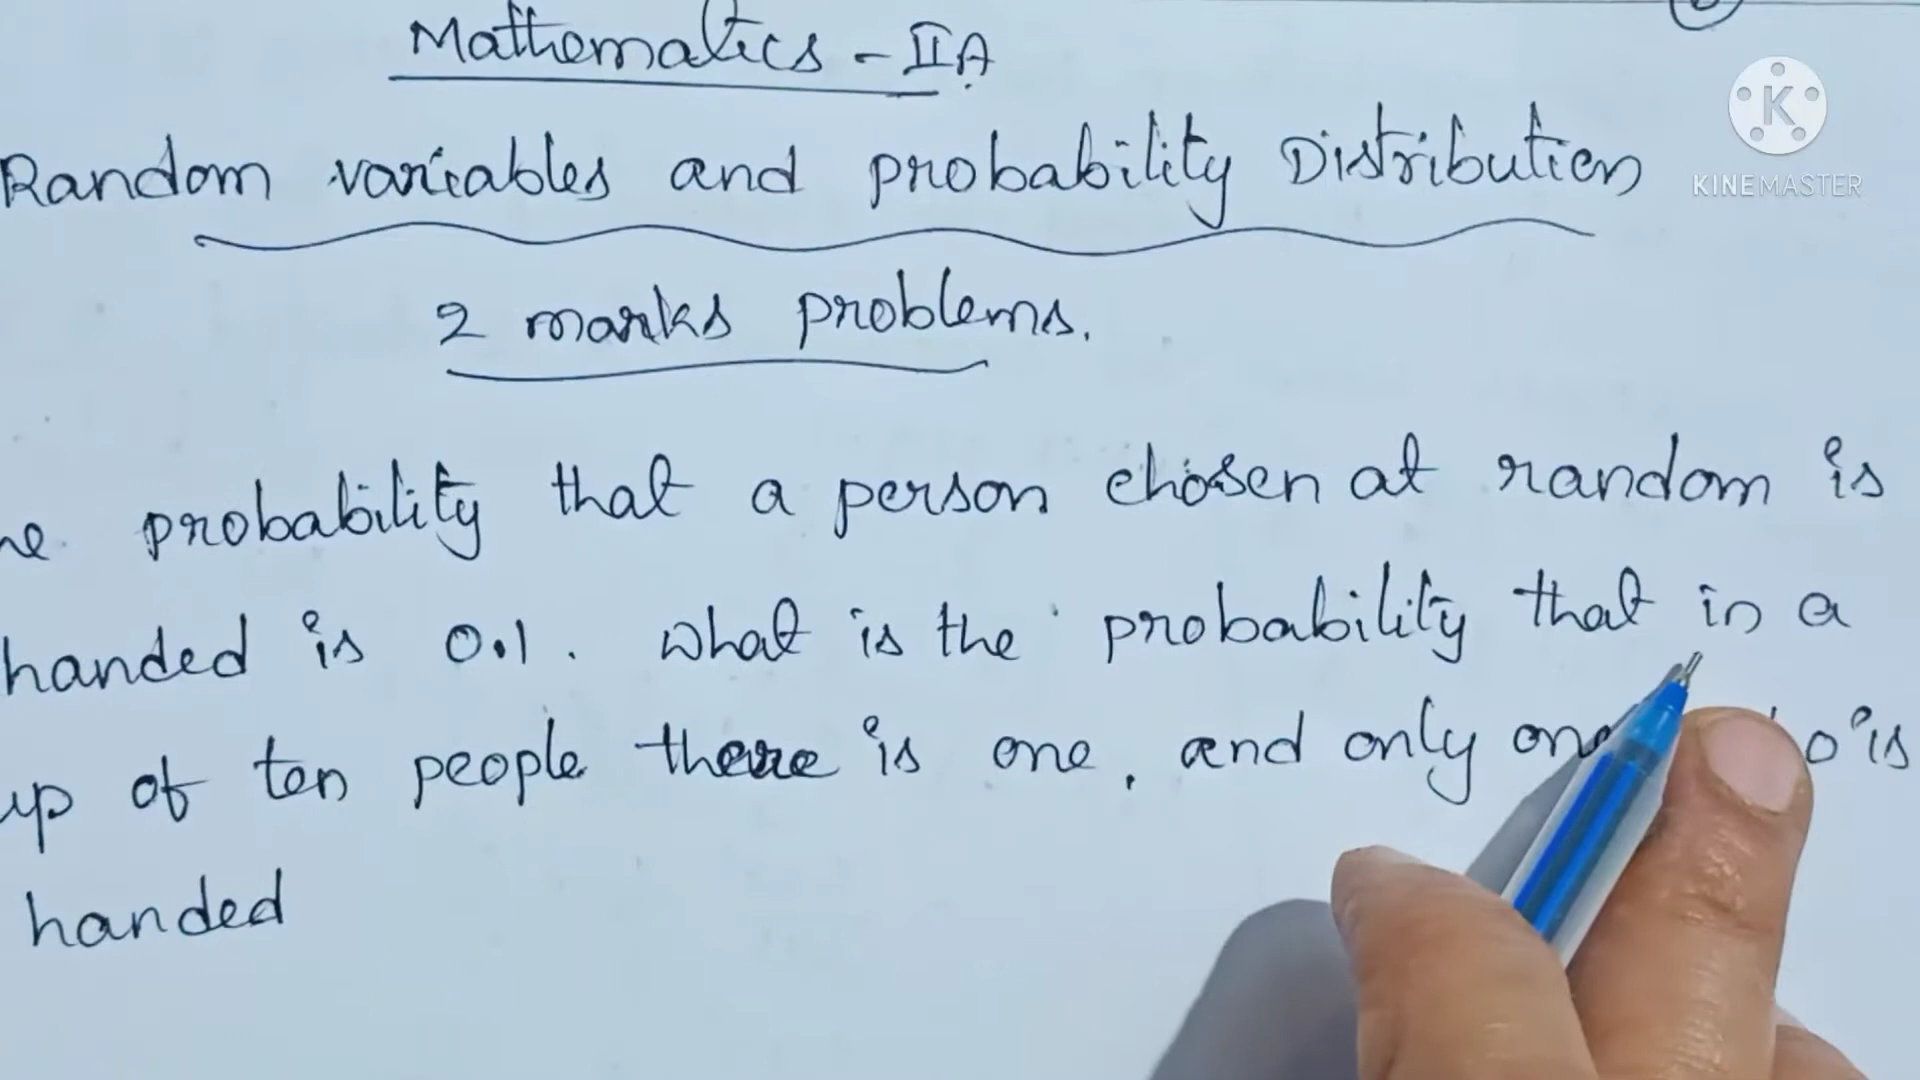 Mathematics - IIA
Random variables and probability Distribution
KINEMASTER
2 marks problems.
probability that a person chosen at random is
handed is 0.1. What is the probability that in a
of ten people there is one, and only is
handed